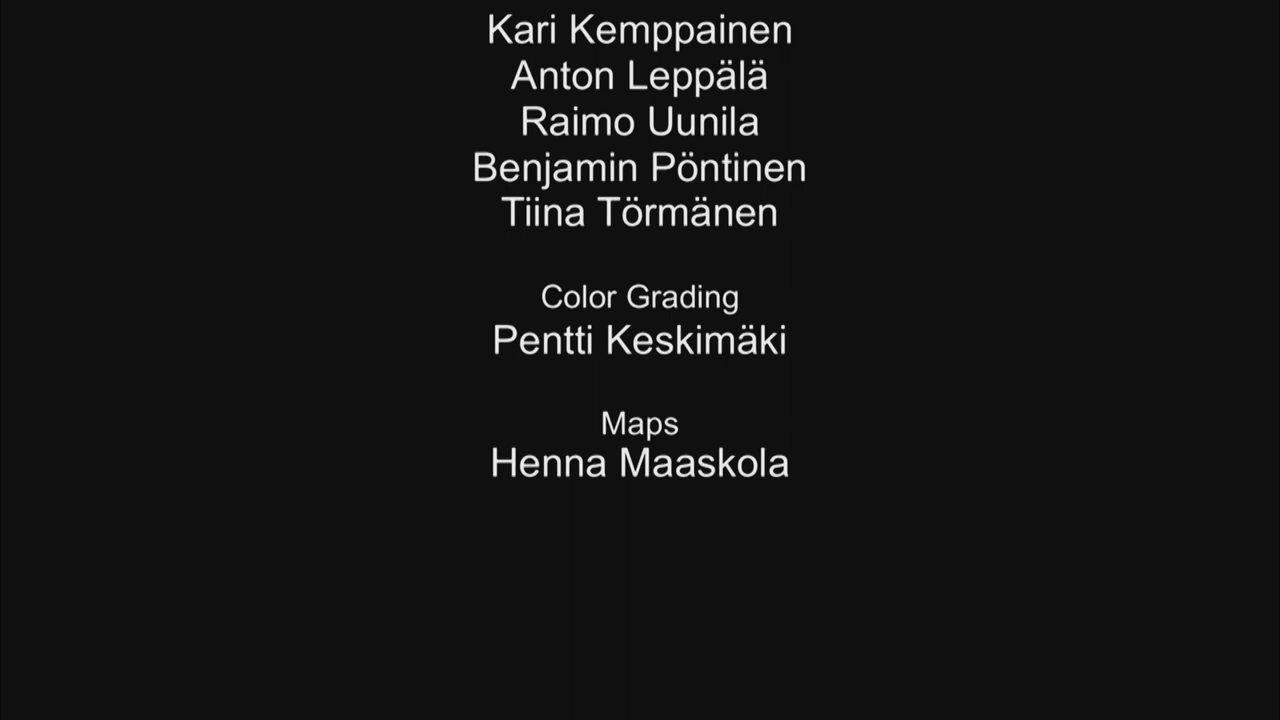 Kari Kemppainen
Anton Leppälä
Raimo Uunila
Benjamin Pöntinen
Tiina Törmänen
Color Grading
Pentti Keskimäki
Maps
Henna Maaskola